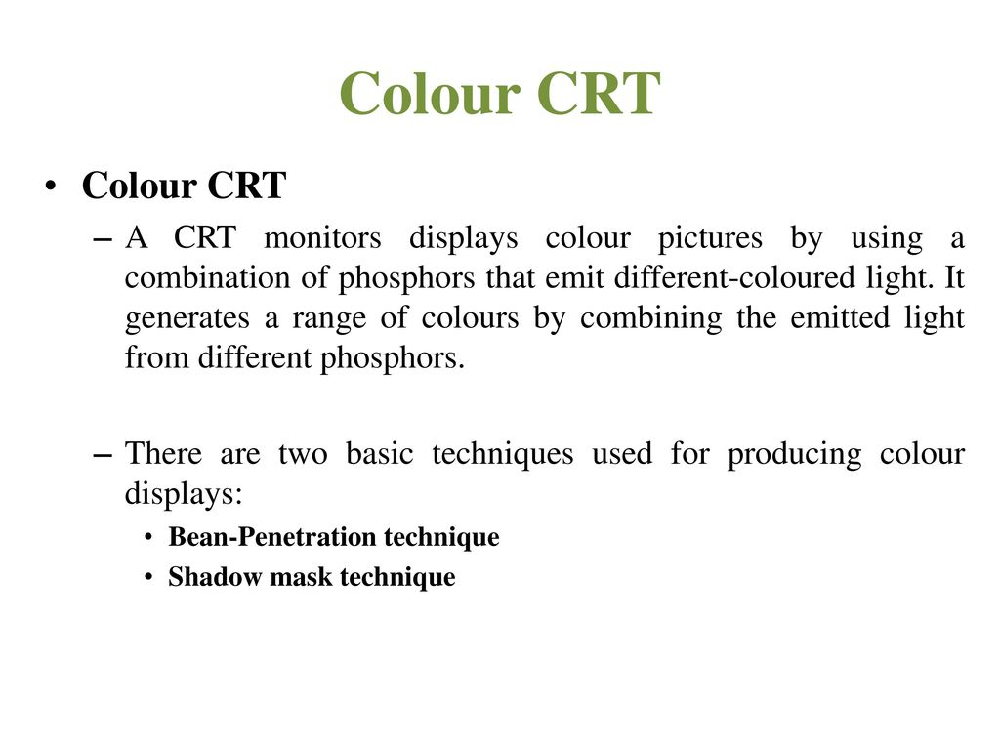 Colour CRT
• Colour CRT
– A CRT monitors displays colour pictures by using a
combination of phosphors that emit different-coloured light. It
generates a range of colours by combining the emitted light
from different phosphors.
– There are two basic techniques used for producing colour
displays:
• Bean-Penetration technique
• Shadow mask technique